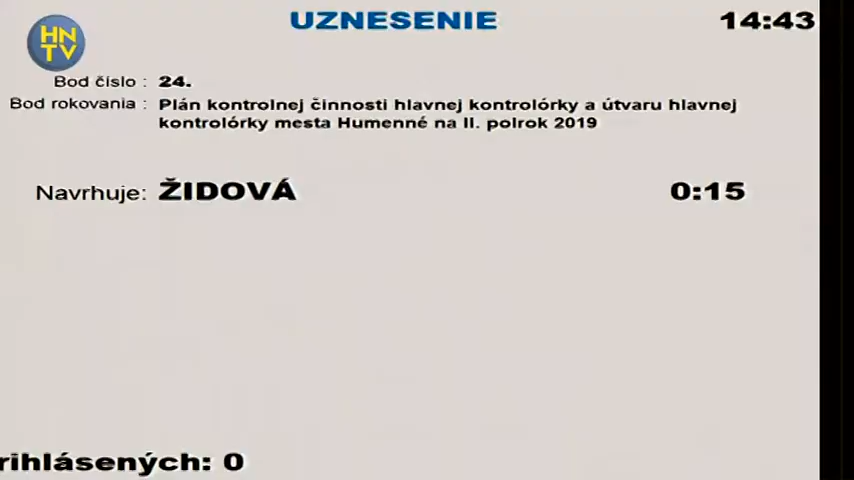 HN
TV
UZNESENIE
14:43
Bod číslo : 24.
Bod rokovania : Plán kontrolnej činnosti hlavnej kontrolórky a útvaru hlavnej
kontrolórky mesta Humenné na II. polrok 2019
Navrhuje: ŽIDOVÁ 0:15
rihlásených: 0